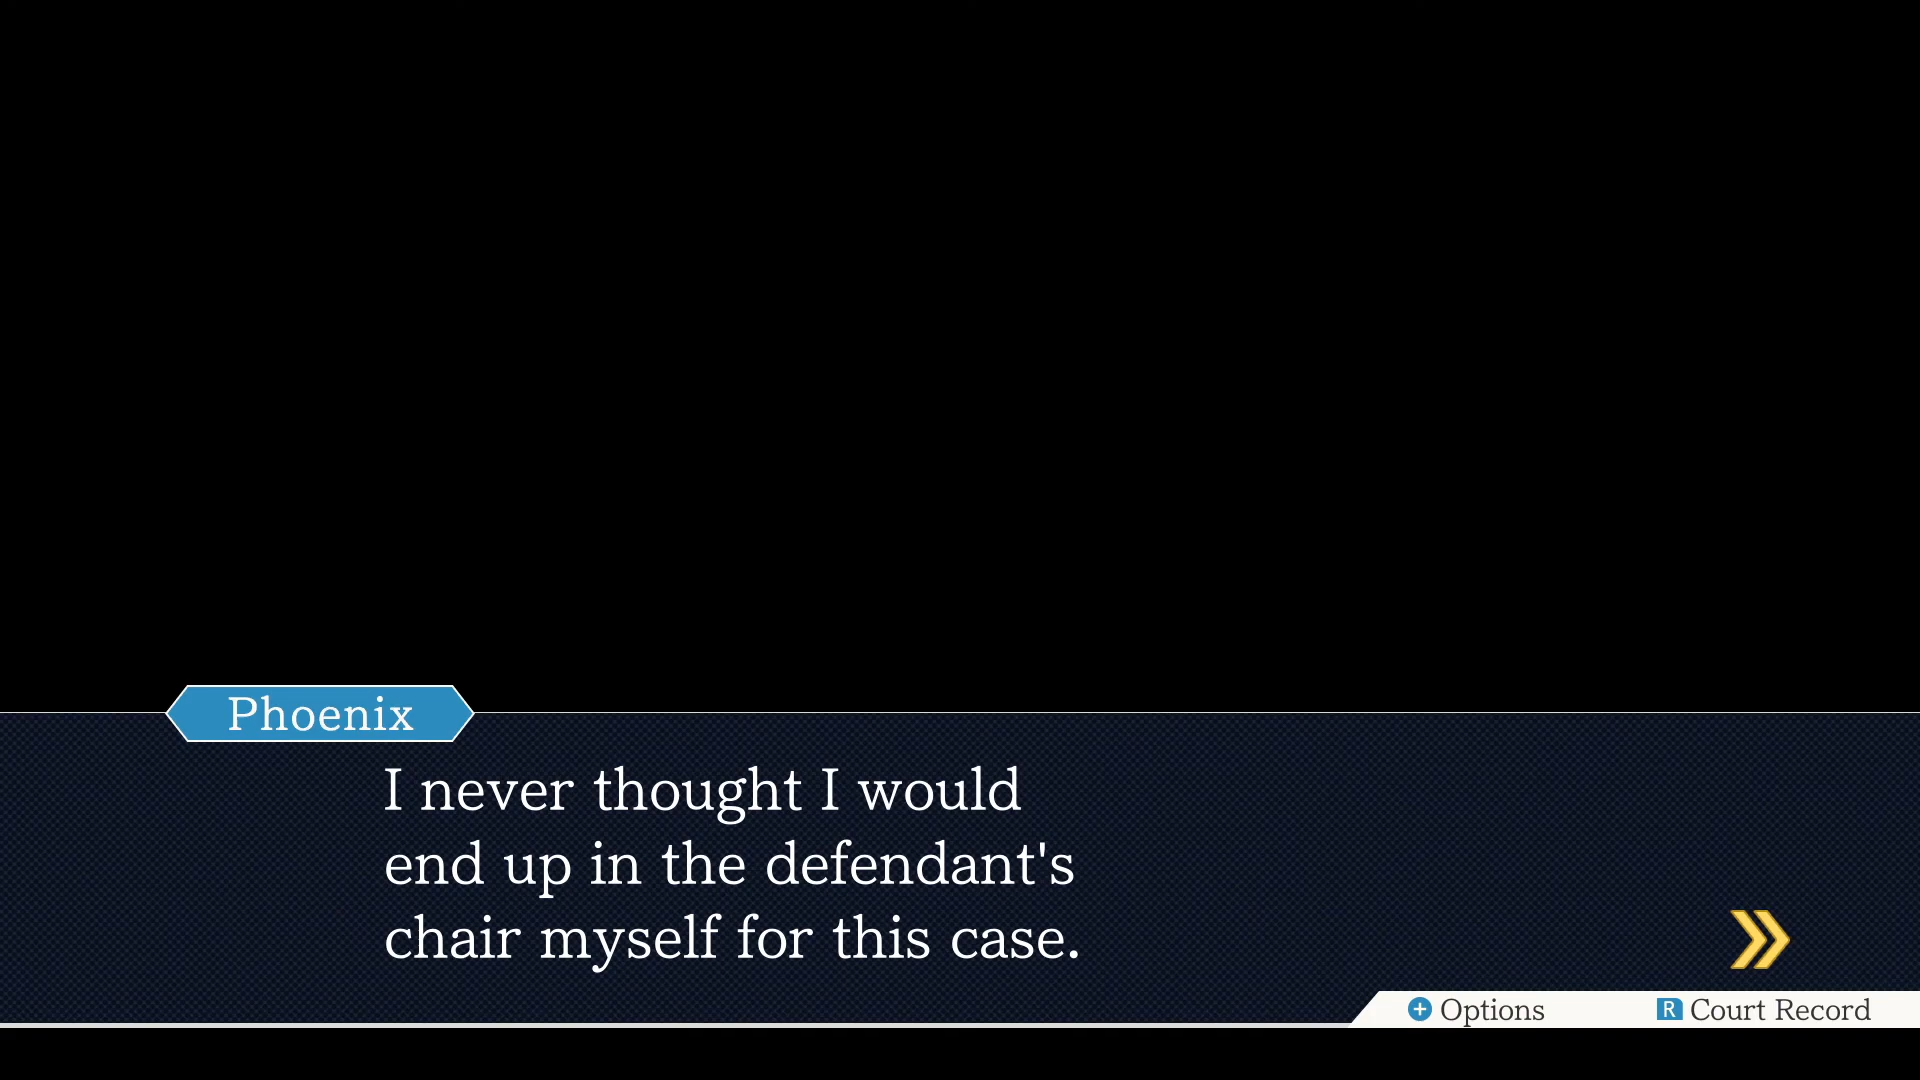 Phoenix
I never thought I would
end up in the defendant's
chair myself for this case.
+ Options
R Court Record